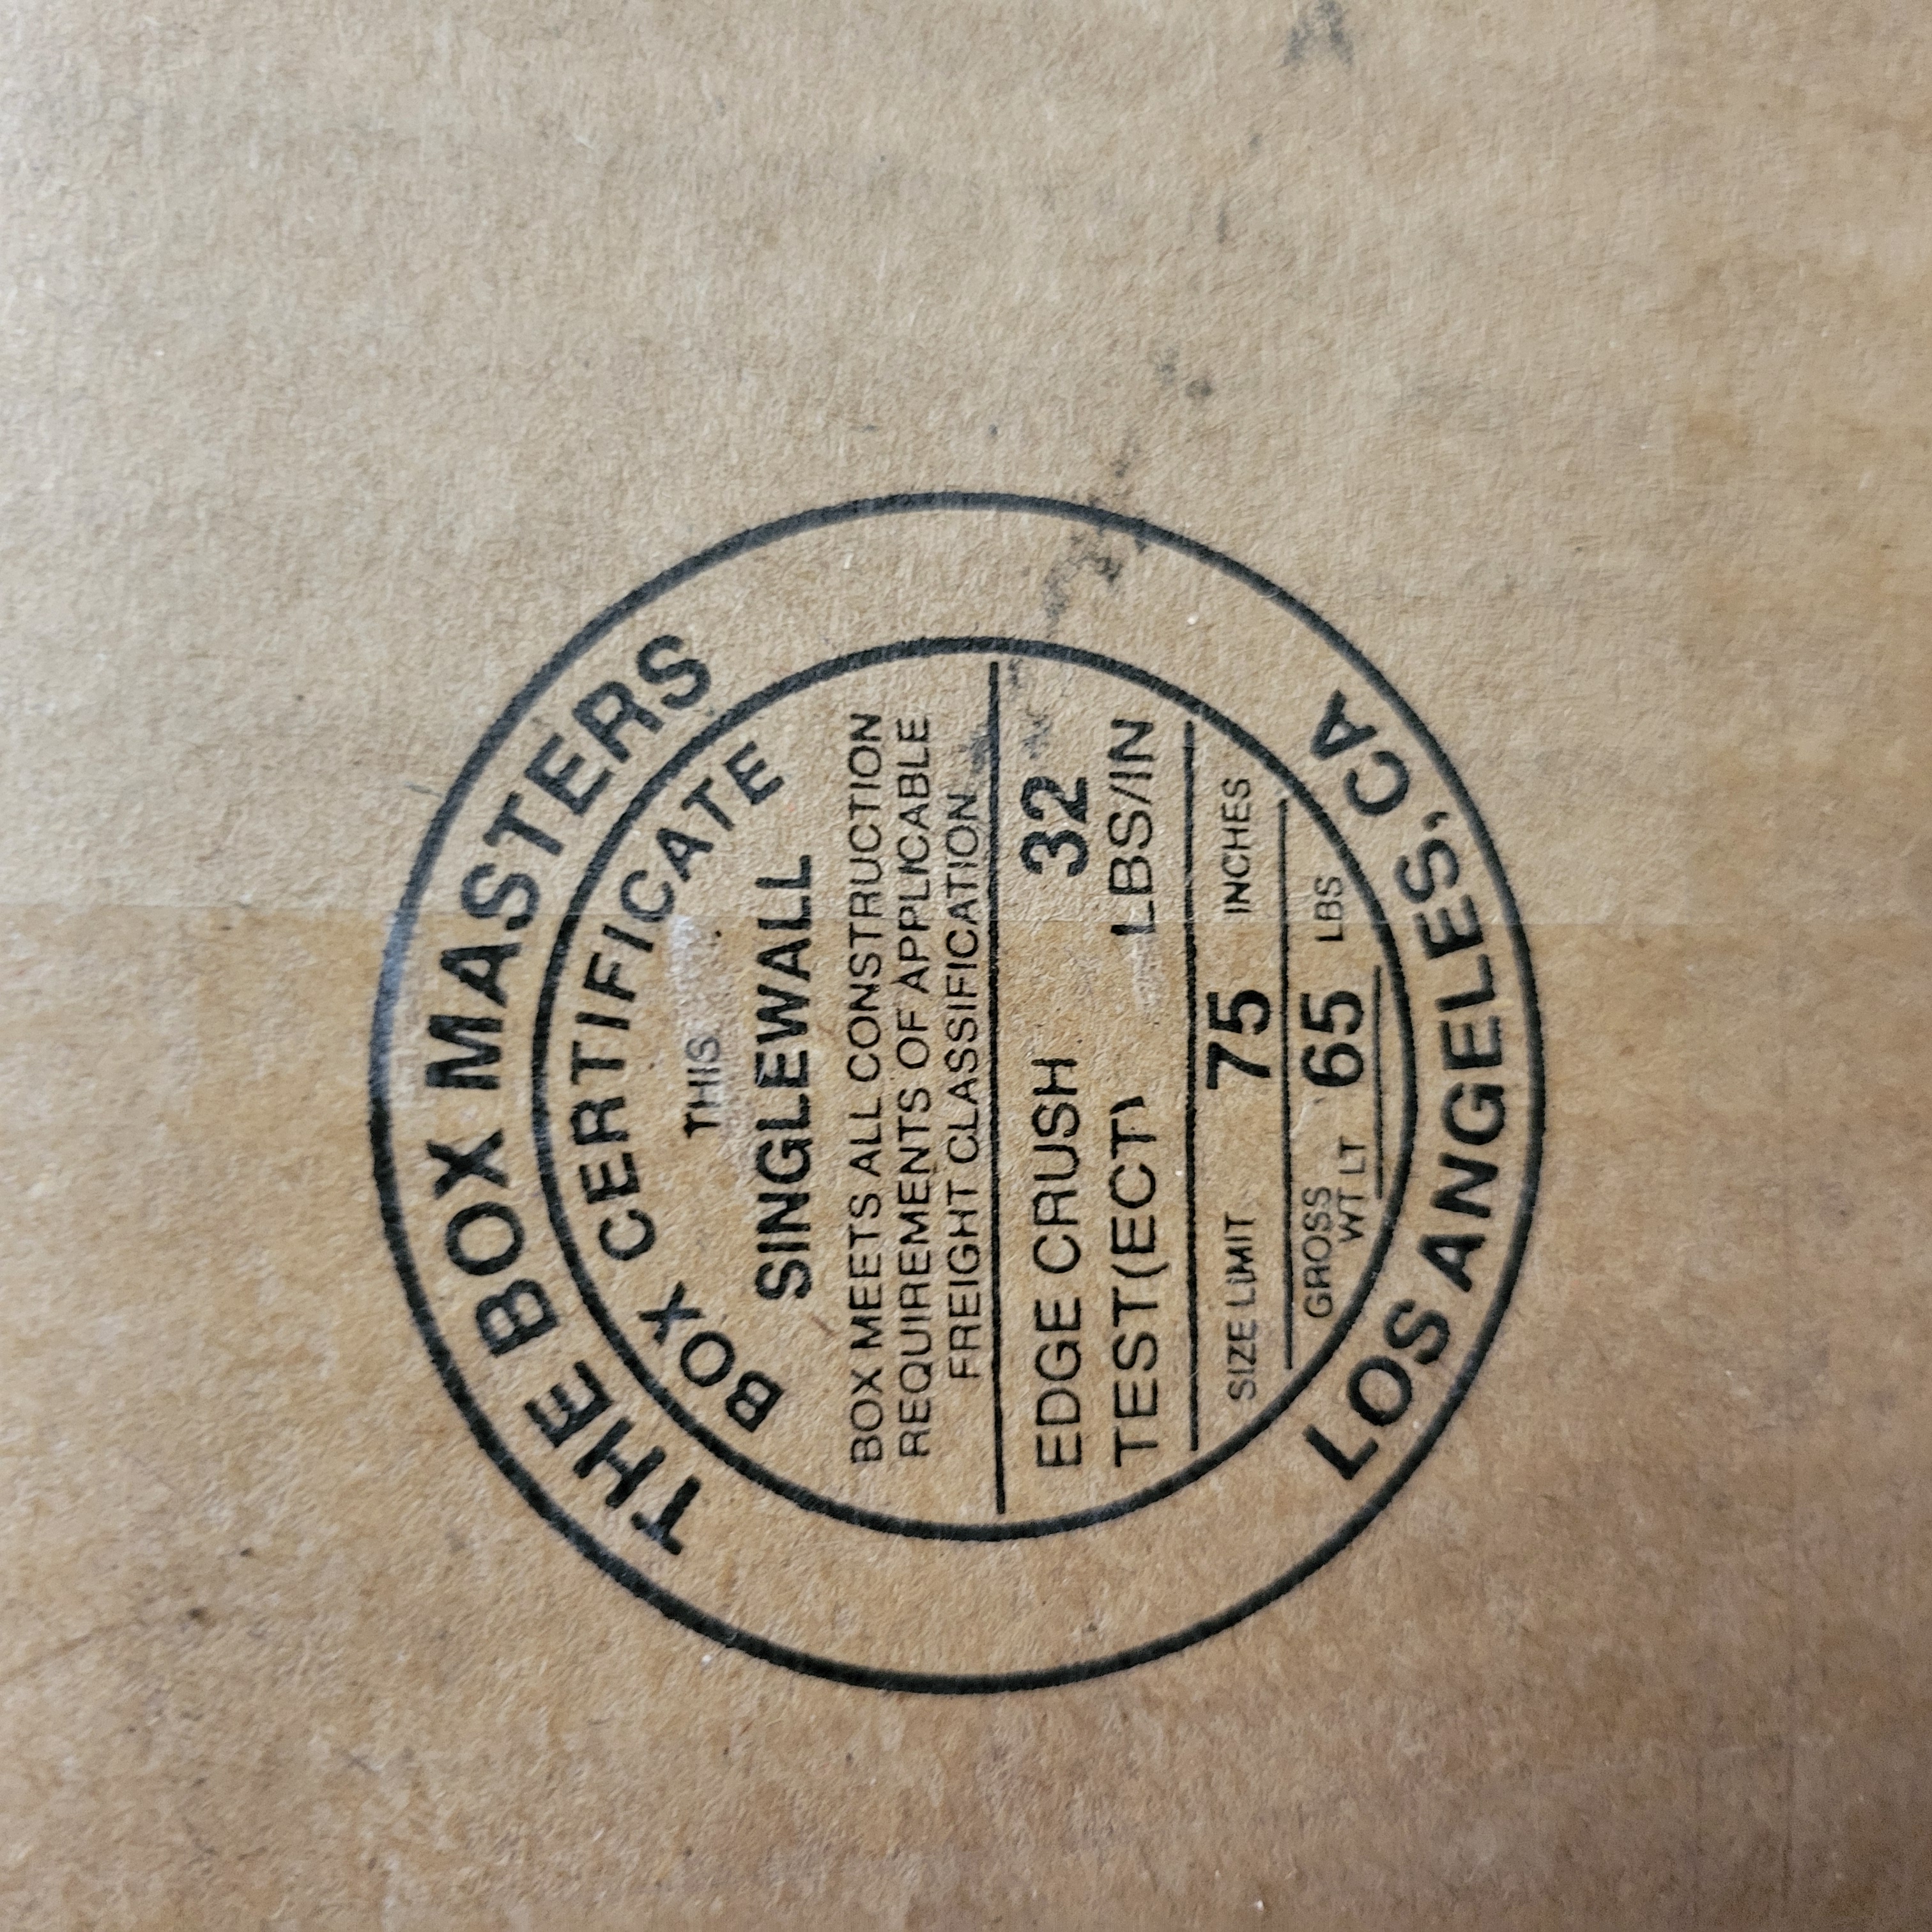 THE BOX MASTERS
BOX CERTIFICATE
THIS
SINGLEWALL
BOX MEETS ALL CONSTRUCTION
REQUIREMENTS OF APPLICABLE
FREIGHT CLASSIFICATION
EDGE CRUSH 32
TEST(ECT) LBS/IN
SIZE LIMIT 75 INCHES
GROSS
WT LT 65 LBS
LOS ANGELES, CA